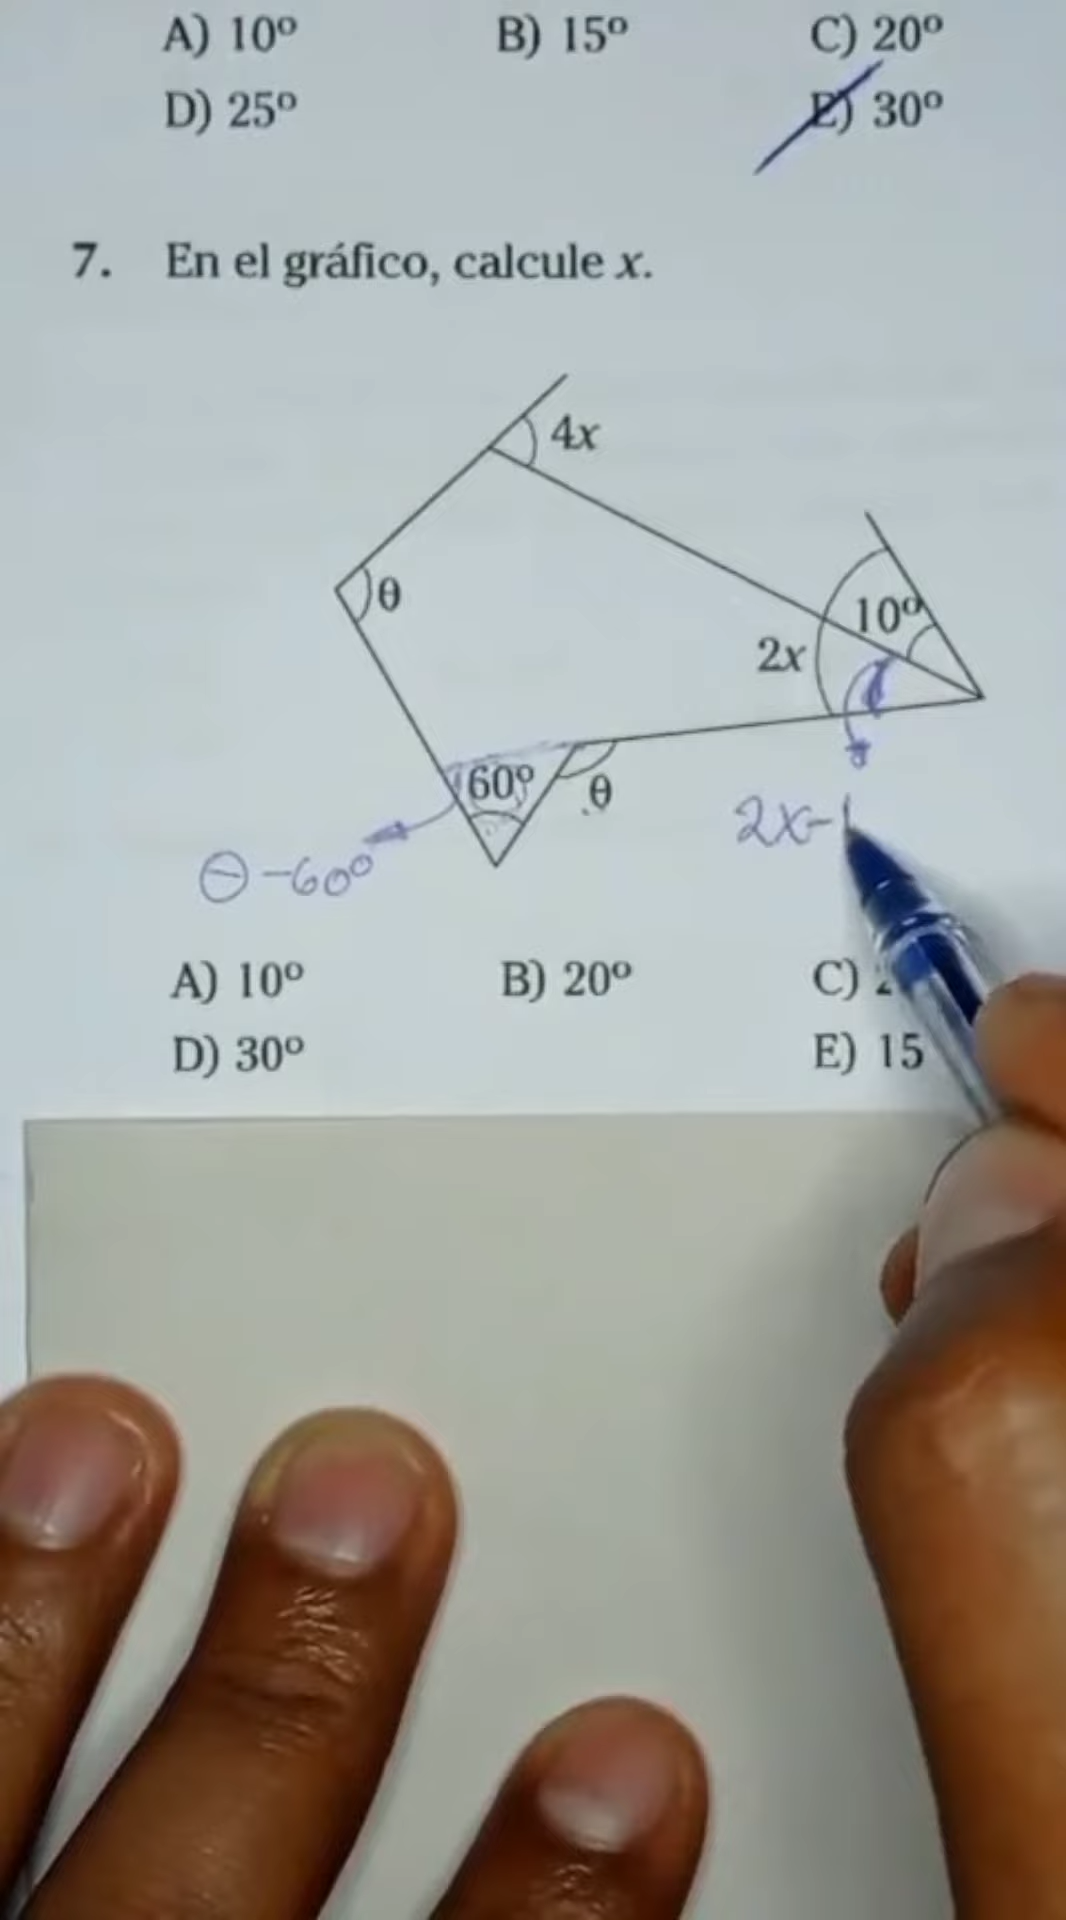 A) 10º B) 15º C) 20º
D) 25º E) 30º
7. En el gráfico, calcule x.
4x
θ
10º
2x
60º
θ
2x-1
θ-60º
A) 10º B) 20º C)
D) 30º E) 15